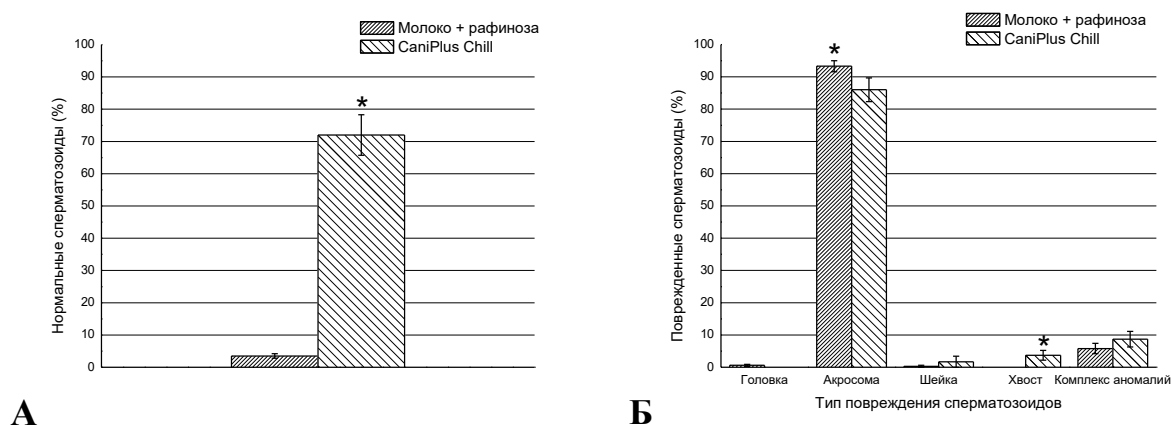 Молоко + рафиноза
CaniPlus Chill
Нормальные сперматозоиды (%)
100
90
80
70
60
50
40
30
20
10
0
*
А
Молоко + рафиноза
CaniPlus Chill
Поврежденные сперматозоиды (%)
100
90
80
70
60
50
40
30
20
10
0
*
*
Головка Акросома Шейка Хвост Комплекс аномалий
Тип повреждения сперматозоидов
Б